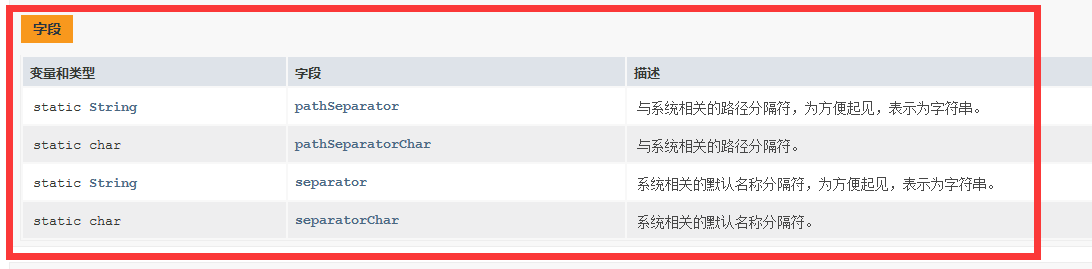 字段
变量和类型 字段 描述
static String pathSeparator 与系统相关的路径分隔符，为方便起见，表示为字符串。
static char pathSeparatorChar 与系统相关的路径分隔符。
static String separator 系统相关的默认名称分隔符，为方便起见，表示为字符串。
static char separatorChar 系统相关的默认名称分隔符。